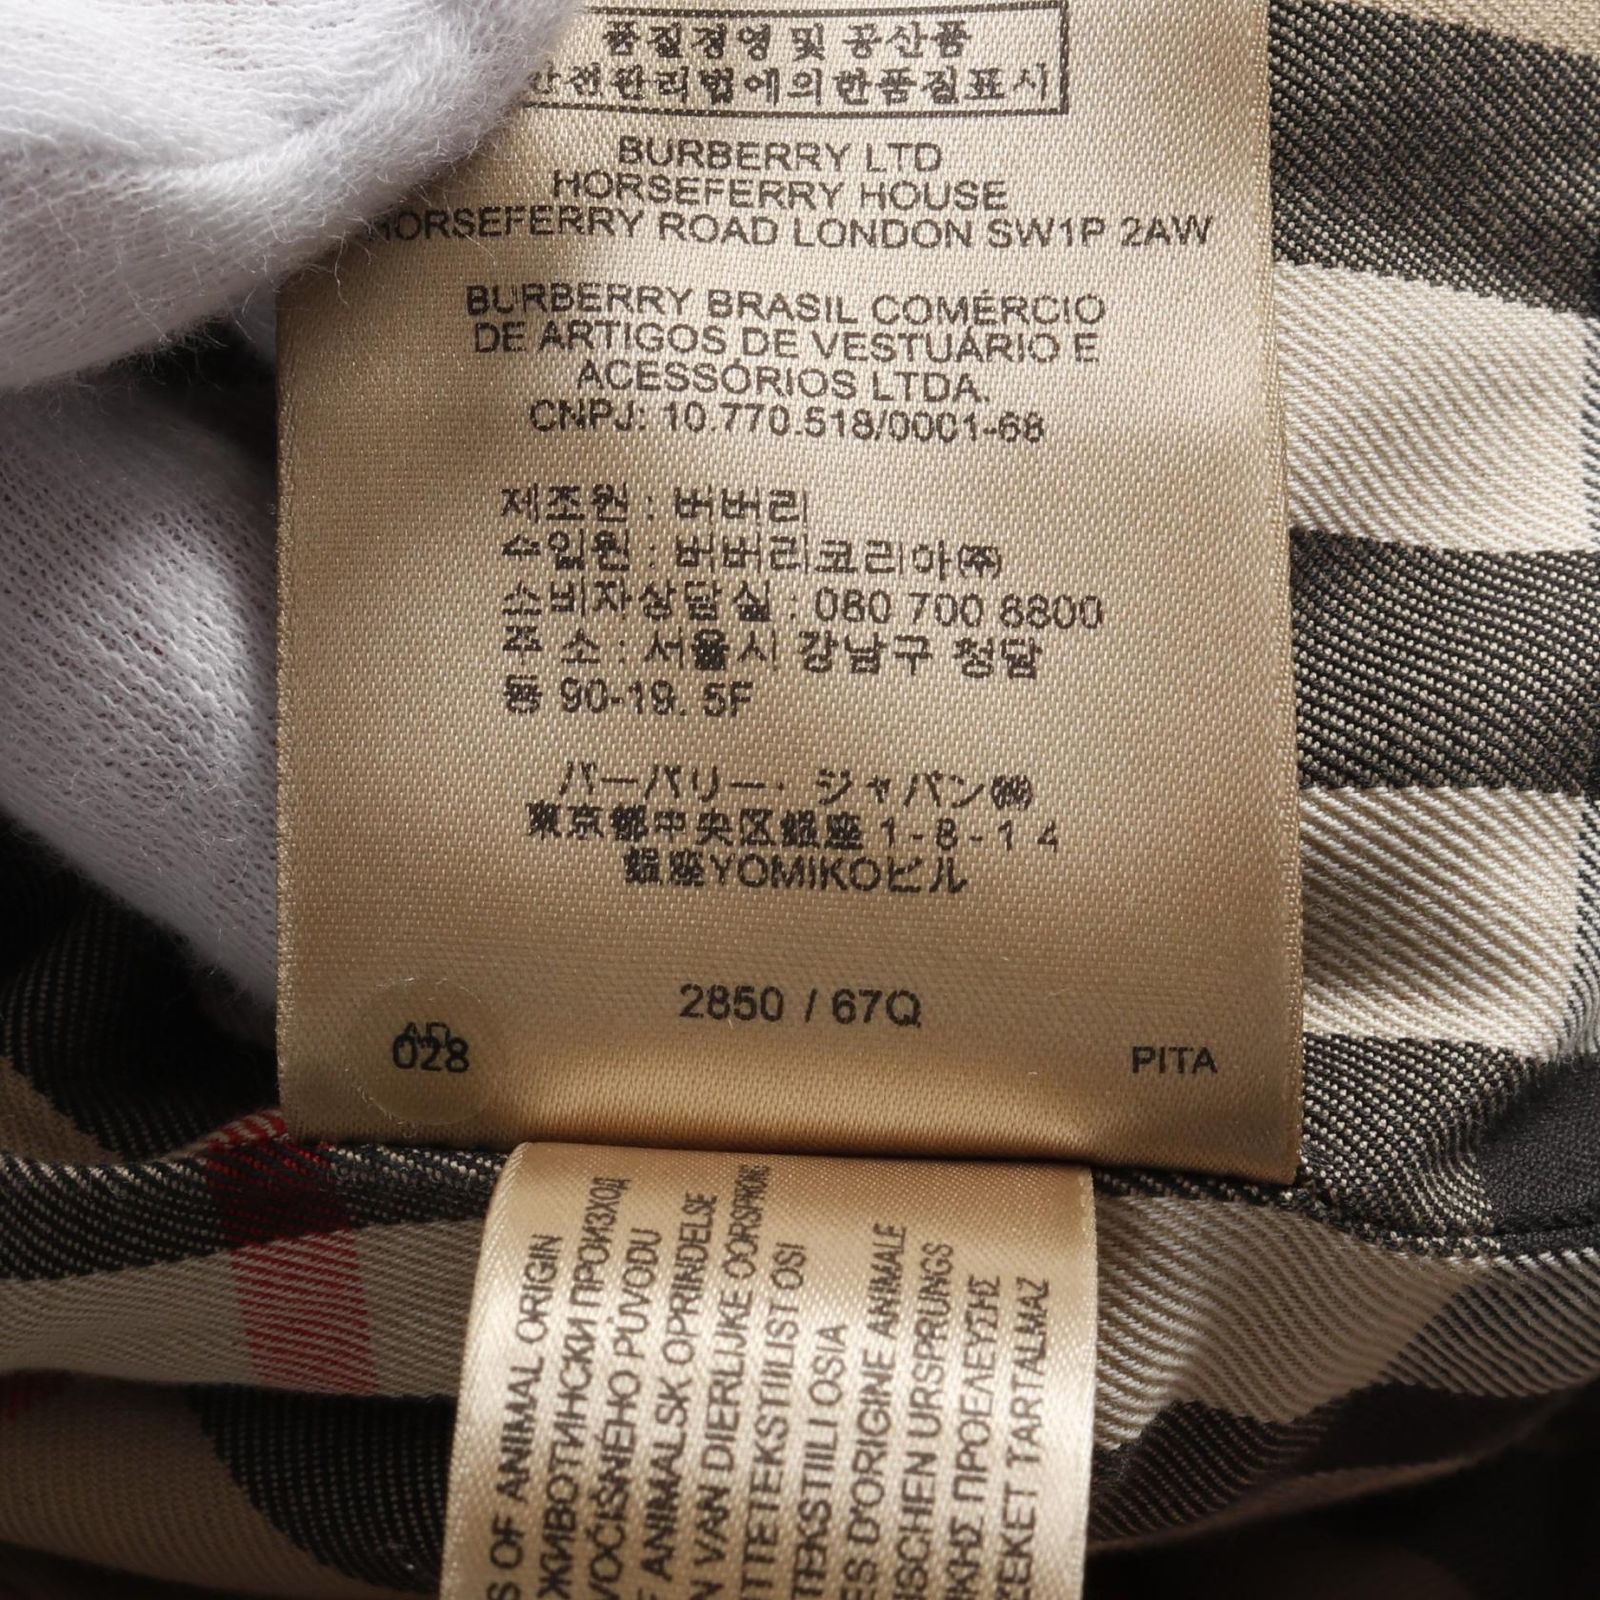 품질경영 및 공산품
안전관리법에의한품질표시
BURBERRY LTD
HORSEFERRY HOUSE
HORSEFERRY ROAD LONDON SW1P 2AW
BURBERRY BRASIL COMÉRCIO
DE ARTIGOS DE VESTUÁRIO E
ACESSÓRIOS LTDA.
CNPJ: 10.770.518/0001-68
제조원 : 버버리
수입원 : 버버리코리아(주)
소비자상담실 : 080 700 8800
주 소 : 서울시 강남구 청담
동 90-19. 5F
バーバリー・ジャパン㈱
東京都中央区銀座1-8-14
銀座YOMIKOビル
2850 / 67Q
028
PITA
S OF ANIMAL ORIGIN
ЖИВОТИНСКИ ПРОИЗХОД
VOČIŠNÉHO PŮVODU
F ANIMALSK OPRINDELSE
N VAN DIERLIJKE OORSPRONG
TTETEKSTIILIST OSI
TEKSTIILI OSIA
ES D'ORIGINE ANIMALE
ISCHEN URSPRUNGS
ΙΚΗΣ ΠΡΟΕΛΕΥΣΗΣ
SZEKET TARTALMAZ